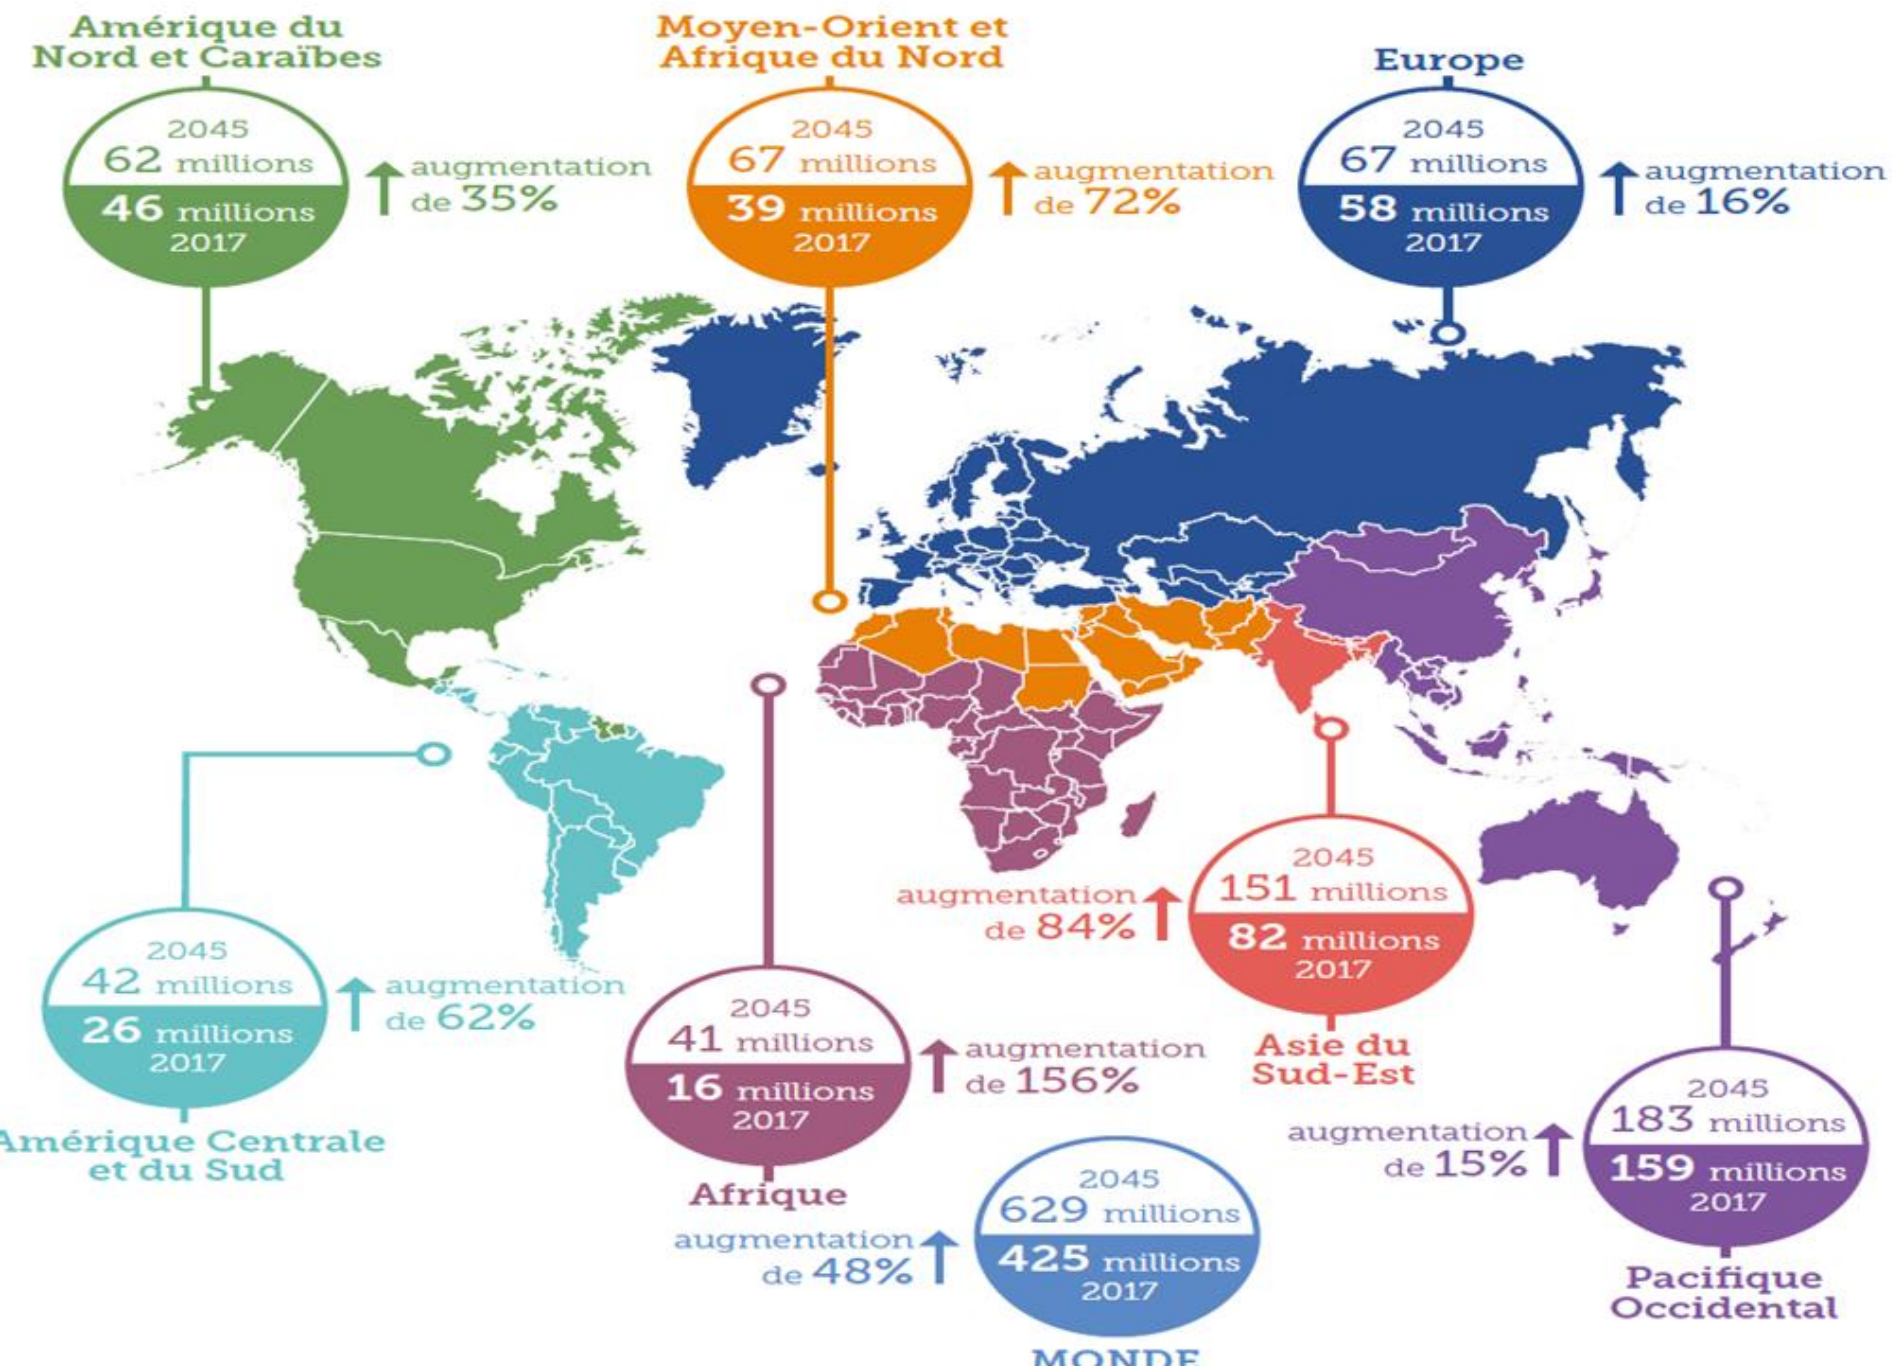 Amérique du
Nord et Caraïbes
2045
62 millions
46 millions
2017
augmentation
de 35%
Moyen-Orient et
Afrique du Nord
2045
67 millions
39 millions
2017
augmentation
de 72%
Europe
2045
67 millions
58 millions
2017
augmentation
de 16%
2045
42 millions
26 millions
2017
augmentation
de 62%
Amérique Centrale
et du Sud
2045
41 millions
16 millions
2017
augmentation
de 156%
Afrique
augmentation
de 84%
2045
151 millions
82 millions
2017
Asie du
Sud-Est
augmentation
de 15%
2045
183 millions
159 millions
2017
Pacifique
Occidental
augmentation
de 48%
2045
629 millions
425 millions
2017
MONDE